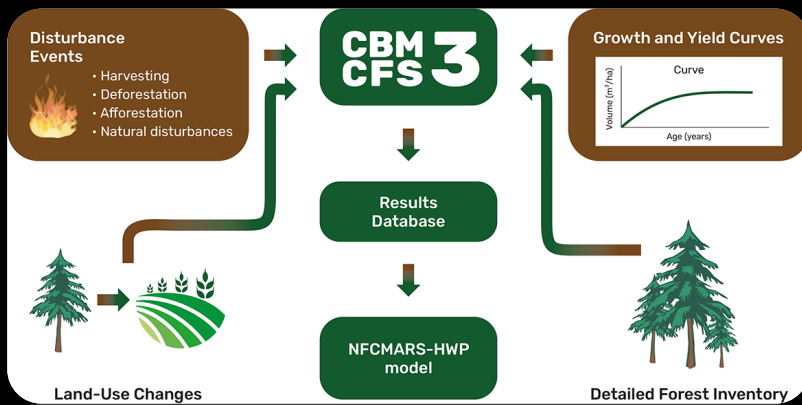 Disturbance
Events
• Harvesting
• Deforestation
• Afforestation
• Natural disturbances
CBM
CFS 3
Growth and Yield Curves
Curve
Volume (m³/ha)
Age (years)
Results
Database
NFCMARS-HWP
model
Land-Use Changes
Detailed Forest Inventory